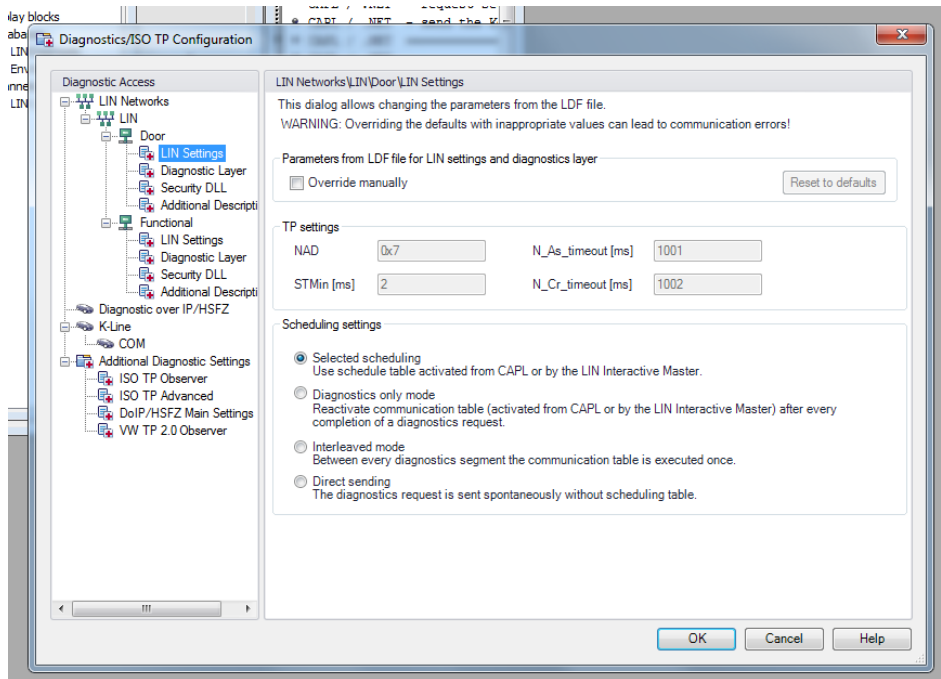 play blocks
LIN
Env
LIN
CAPL / .NET - send the K
Diagnostics/ISO TP Configuration
Diagnostic Access
LIN Networks
LIN
Door
LIN Settings
Diagnostic Layer
Security DLL
Additional Descripti
Functional
LIN Settings
Diagnostic Layer
Security DLL
Additional Descripti
Diagnostic over IP/HSFZ
K-Line
COM
Additional Diagnostic Settings
ISO TP Observer
ISO TP Advanced
DoIP/HSFZ Main Settings
VW TP 2.0 Observer
LIN Networks\LIN\Door\LIN Settings
This dialog allows changing the parameters from the LDF file.
WARNING: Overriding the defaults with inappropriate values can lead to communication errors!
Parameters from LDF file for LIN settings and diagnostics layer
Override manually
Reset to defaults
TP settings
NAD 0x7 N_As_timeout [ms] 1001
STMin [ms] 2 N_Cr_timeout [ms] 1002
Scheduling settings
Selected scheduling
Use schedule table activated from CAPL or by the LIN Interactive Master.
Diagnostics only mode
Reactivate communication table (activated from CAPL or by the LIN Interactive Master) after every
completion of a diagnostics request.
Interleaved mode
Between every diagnostics segment the communication table is executed once.
Direct sending
The diagnostics request is sent spontaneously without scheduling table.
OK Cancel Help